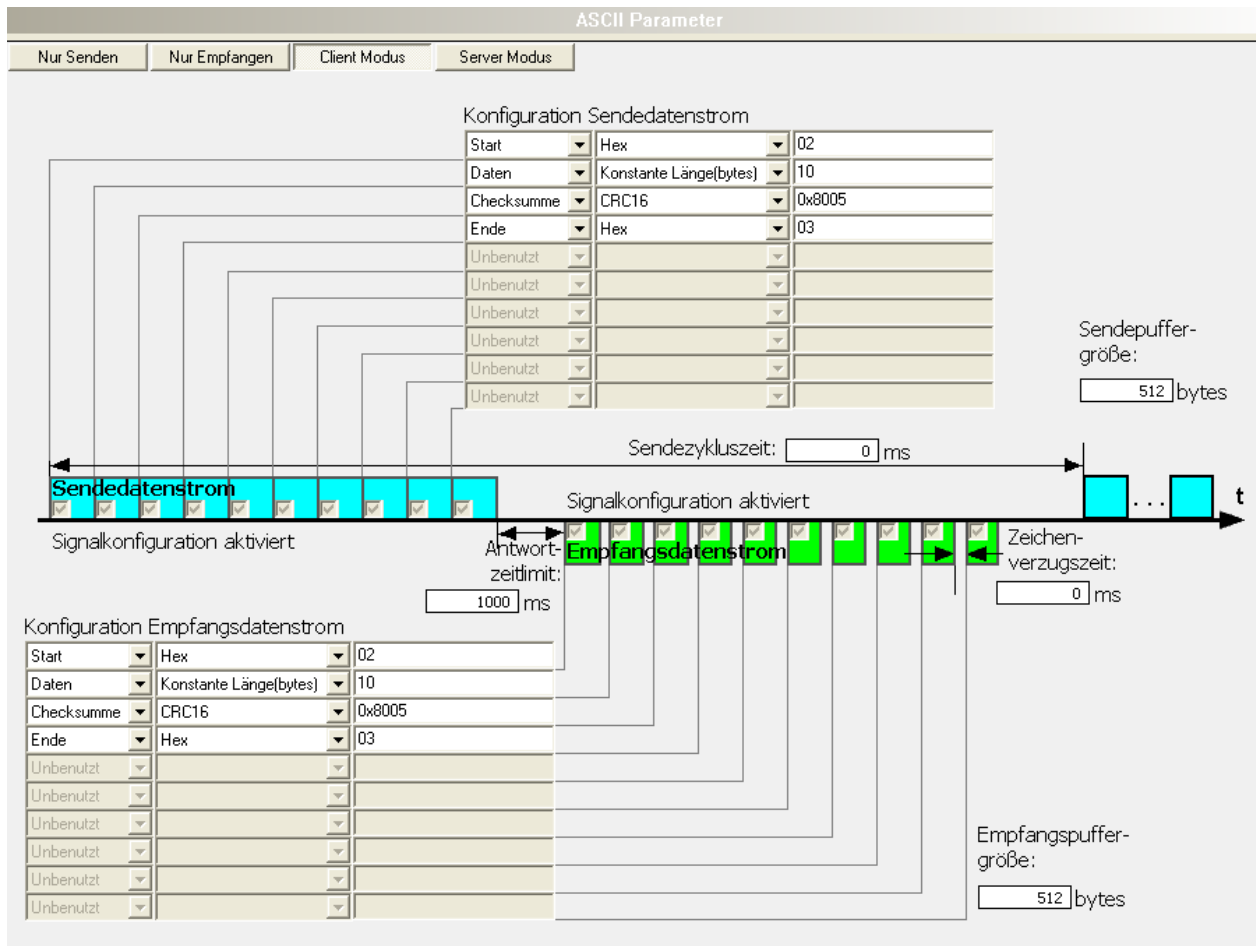 ASCII Parameter
Nur Senden Nur Empfangen Client Modus Server Modus
Konfiguration Sendedatenstrom
Start Hex 02
Daten Konstante Länge(bytes) 10
Checksumme CRC16 0x8005
Ende Hex 03
Unbenutzt
Unbenutzt
Unbenutzt
Unbenutzt
Unbenutzt
Unbenutzt
Sendepuffer-
größe:
512 bytes
Sendezykluszeit: 0 ms
Sendedatenstrom
Signalkonfiguration aktiviert
. . .
t
Signalkonfiguration aktiviert
Antwort-
zeitlimit:
1000 ms
Empfangsdatenstrom
Zeichen-
verzugszeit:
0 ms
Konfiguration Empfangsdatenstrom
Start Hex 02
Daten Konstante Länge(bytes) 10
Checksumme CRC16 0x8005
Ende Hex 03
Unbenutzt
Unbenutzt
Unbenutzt
Unbenutzt
Unbenutzt
Unbenutzt
Empfangspuffer-
größe:
512 bytes